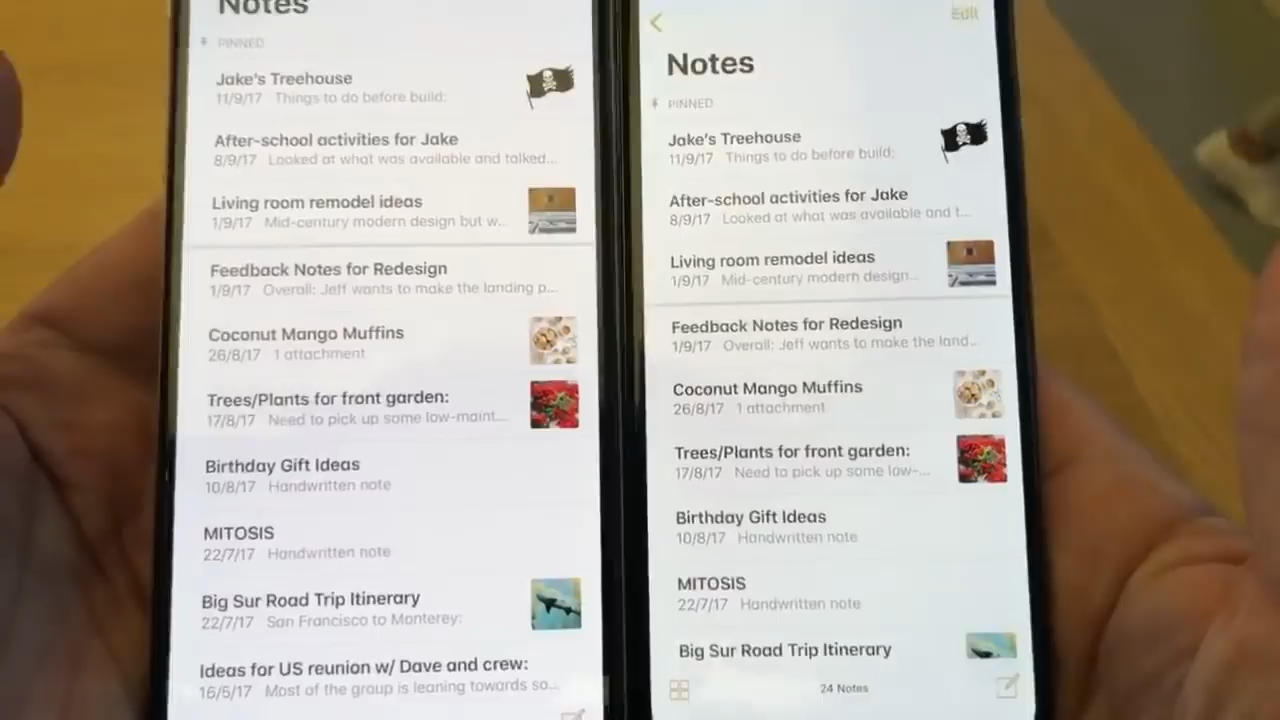 Notes
PINNED
Jake's Treehouse
11/9/17 Things to do before build:
After-school activities for Jake
8/9/17 Looked at what was available and talked...
Living room remodel ideas
1/9/17 Mid-century modern design but w...
Feedback Notes for Redesign
1/9/17 Overall: Jeff wants to make the landing p...
Coconut Mango Muffins
26/8/17 1 attachment
Trees/Plants for front garden:
17/8/17 Need to pick up some low-maint...
Birthday Gift Ideas
10/8/17 Handwritten note
MITOSIS
22/7/17 Handwritten note
Big Sur Road Trip Itinerary
22/7/17 San Francisco to Monterey:
Ideas for US reunion w/ Dave and crew:
16/5/17 Most of the group is leaning towards so...
Edit
Notes
PINNED
Jake's Treehouse
11/9/17 Things to do before build:
After-school activities for Jake
8/9/17 Looked at what was available and t...
Living room remodel ideas
1/9/17 Mid-century modern design...
Feedback Notes for Redesign
1/9/17 Overall: Jeff wants to make the land...
Coconut Mango Muffins
26/8/17 1 attachment
Trees/Plants for front garden:
17/8/17 Need to pick up some low-...
Birthday Gift Ideas
10/8/17 Handwritten note
MITOSIS
22/7/17 Handwritten note
Big Sur Road Trip Itinerary
24 Notes